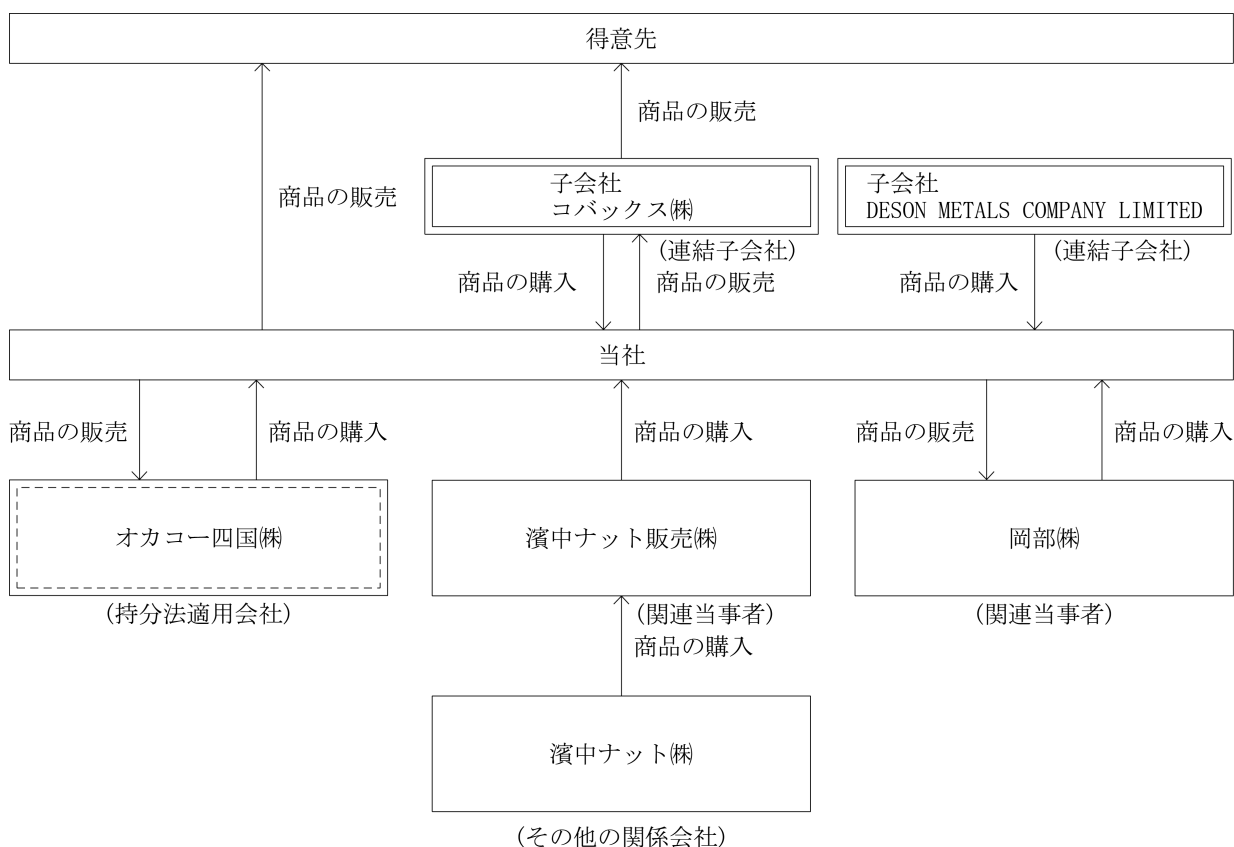 得意先
商品の販売
商品の販売
子会社
コバックス㈱
子会社
DESON METALS COMPANY LIMITED
(連結子会社)
(連結子会社)
商品の購入
商品の販売
商品の購入
当社
商品の販売
商品の購入
商品の購入
商品の販売
商品の購入
オカコー四国㈱
濱中ナット販売㈱
岡部㈱
(持分法適用会社)
(関連当事者)
(関連当事者)
商品の購入
濱中ナット㈱
(その他の関係会社)